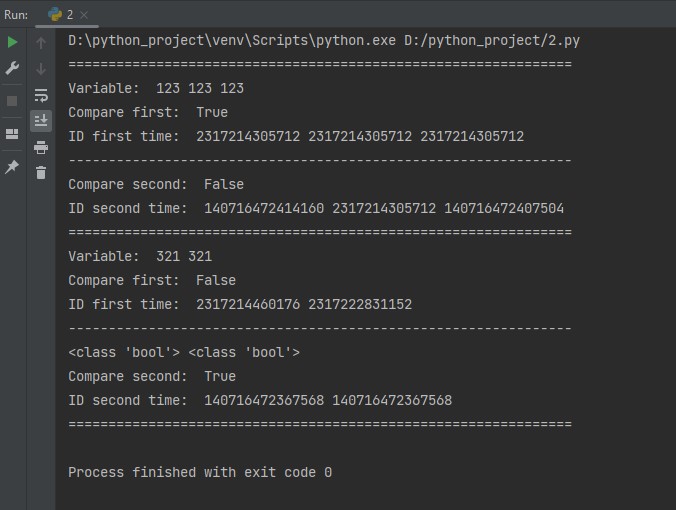 Run: 2
D:\python_project\venv\Scripts\python.exe D:/python_project/2.py
===============================================================
Variable:  123 123 123
Compare first:  True
ID first time:  2317214305712 2317214305712 2317214305712
---------------------------------------------------------------
Compare second:  False
ID second time:  140716472414160 2317214305712 140716472407504
===============================================================
Variable:  321 321
Compare first:  False
ID first time:  2317214460176 2317222831152
---------------------------------------------------------------
<class 'bool'> <class 'bool'>
Compare second:  True
ID second time:  140716472367568 140716472367568
===============================================================
Process finished with exit code 0